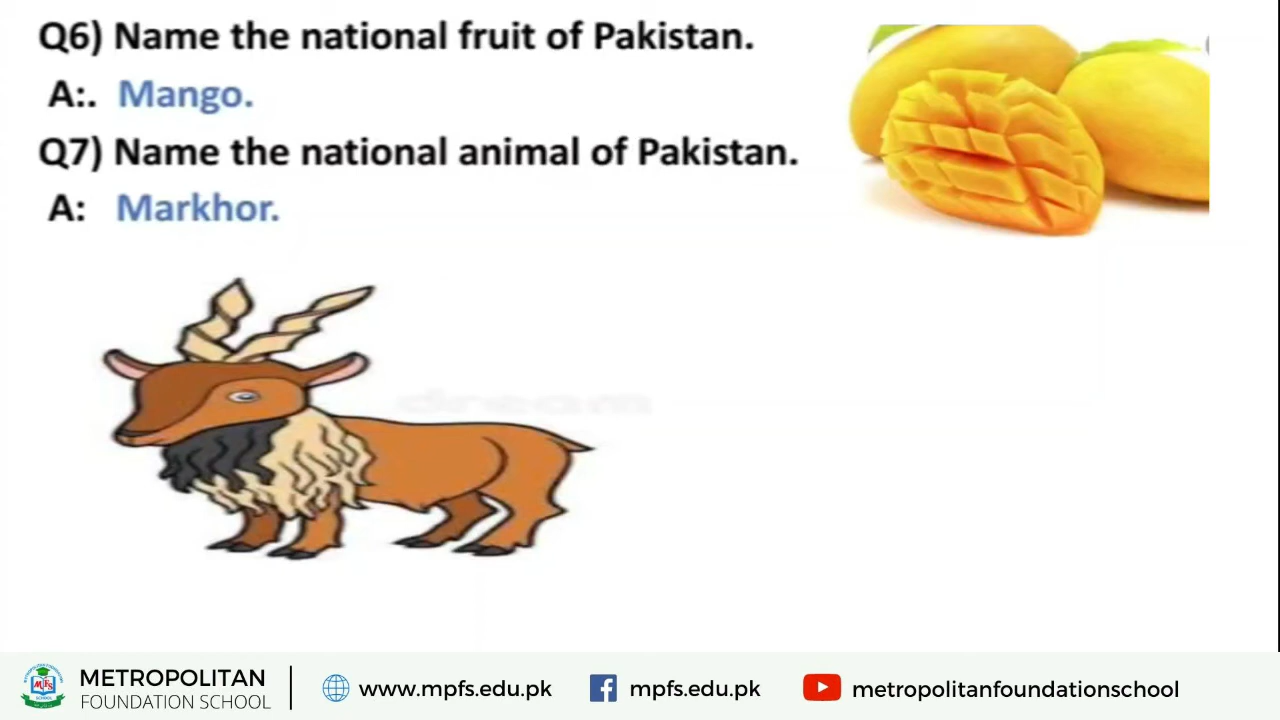 Q6) Name the national fruit of Pakistan.
A:. Mango.
Q7) Name the national animal of Pakistan.
A: Markhor.
dream
METROPOLITAN
FOUNDATION SCHOOL
www.mpfs.edu.pk
mpfs.edu.pk
metropolitanfoundationschool